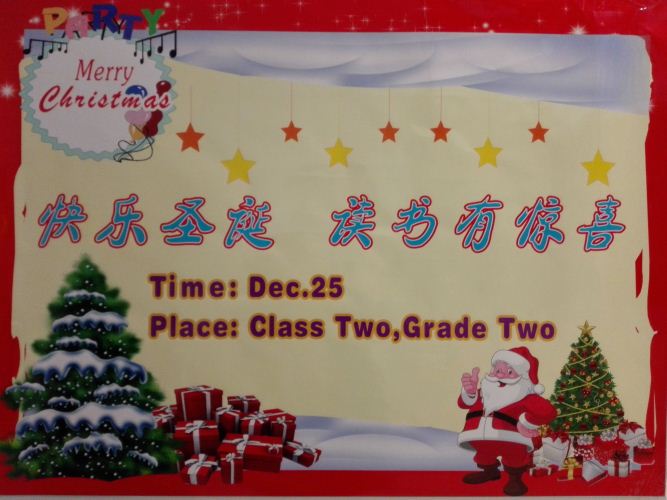 PARTY
Merry
Christmas
快乐圣诞 读书有惊喜
Time: Dec.25
Place: Class Two,Grade Two